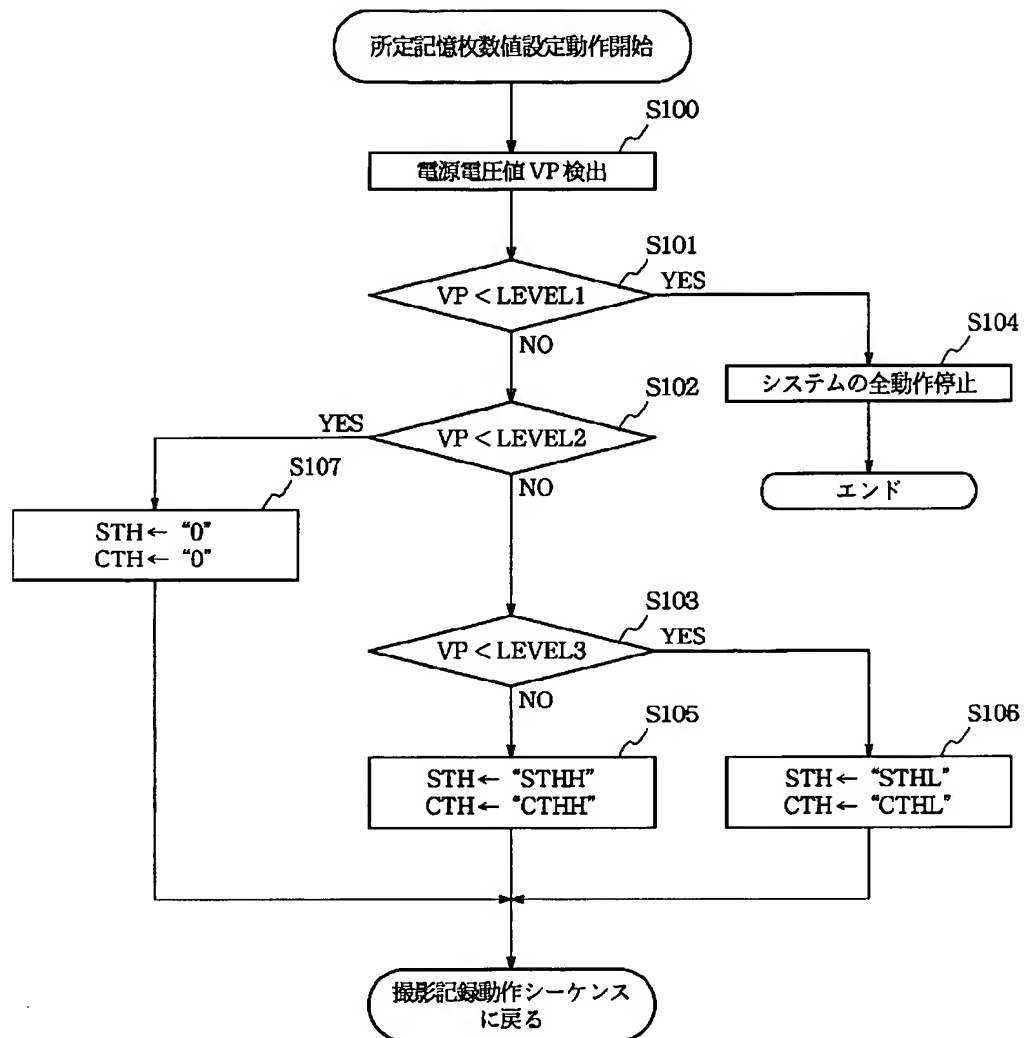 所定記憶枚数値設定動作開始
S100
電源電圧値 VP 検出
S101
VP < LEVEL1
YES
NO
S104
システムの全動作停止
エンド
S102
VP < LEVEL2
YES
NO
S107
STH ← “0”
CTH ← “0”
S103
VP < LEVEL3
YES
NO
S105
STH ← “STHH”
CTH ← “CTHH”
S106
STH ← “STHL”
CTH ← “CTHL”
撮影記録動作シーケンス
に戻る